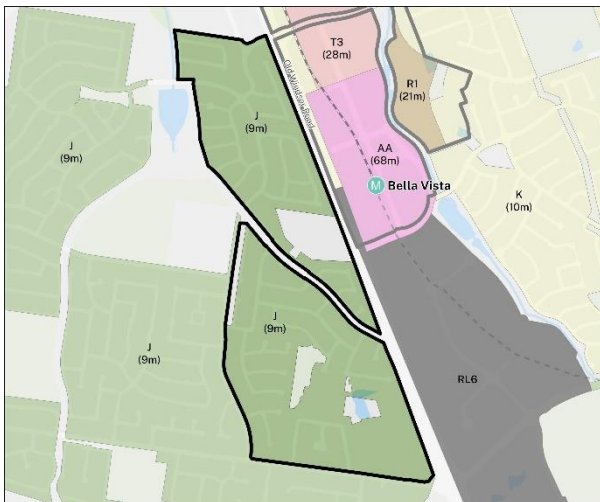 T3
(28m)
Old Windsor Road
R1
(21m)
J
(9m)
J
(9m)
AA
(68m)
M
Bella Vista
K
(10m)
J
(9m)
J
(9m)
RL6